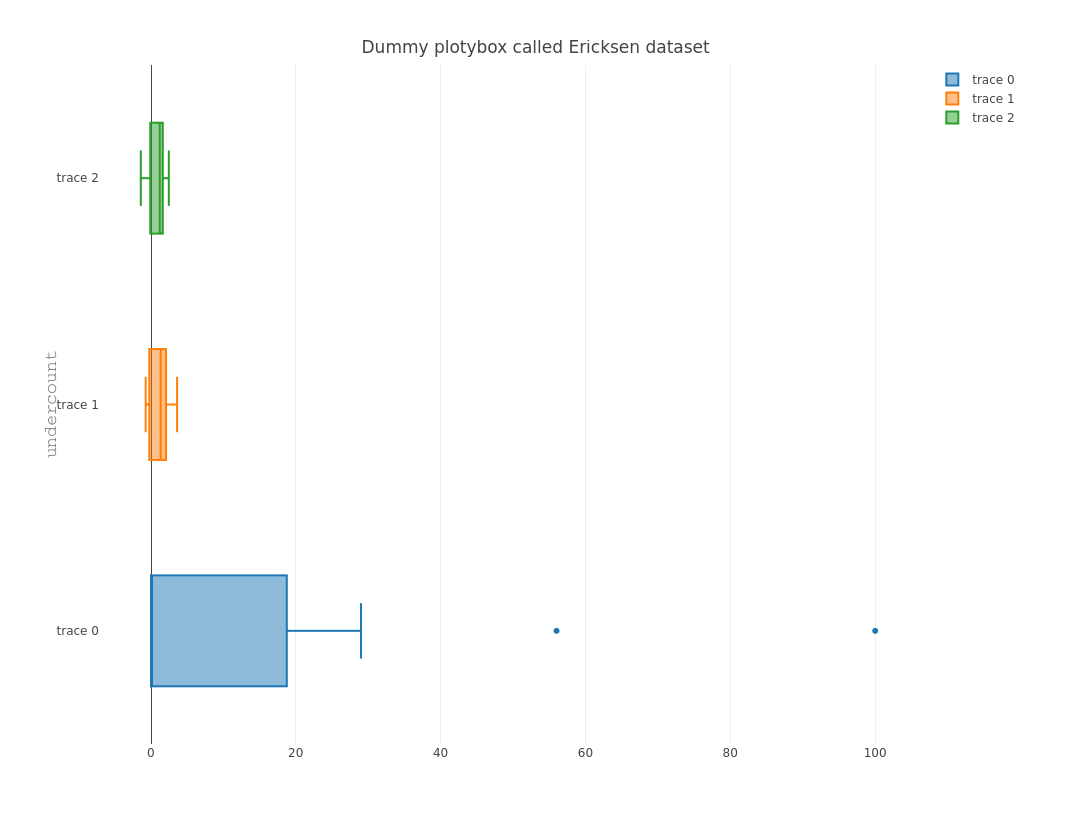 Dummy plotybox called Ericksen dataset
trace 0
trace 1
trace 2
trace 2
trace 1
trace 0
undercount
0 20 40 60 80 100